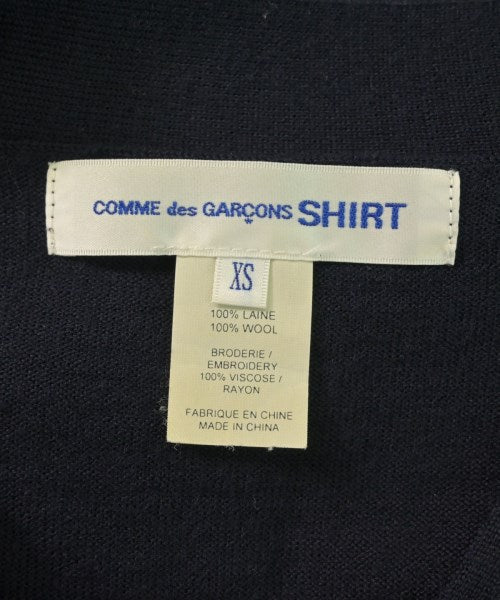 COMME des GARÇONS SHIRT
XS
100% LAINE
100% WOOL
BRODERIE /
EMBROIDERY
100% VISCOSE /
RAYON
FABRIQUE EN CHINE
MADE IN CHINA